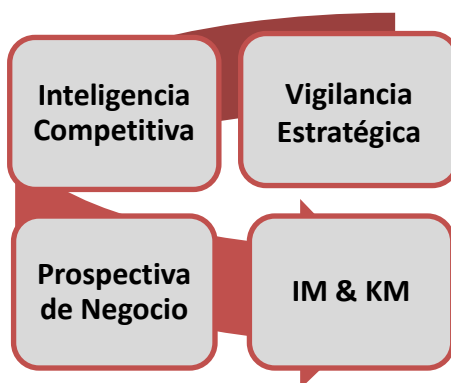 Inteligencia
Competitiva
Vigilancia
Estratégica
Prospectiva
de Negocio
IM & KM